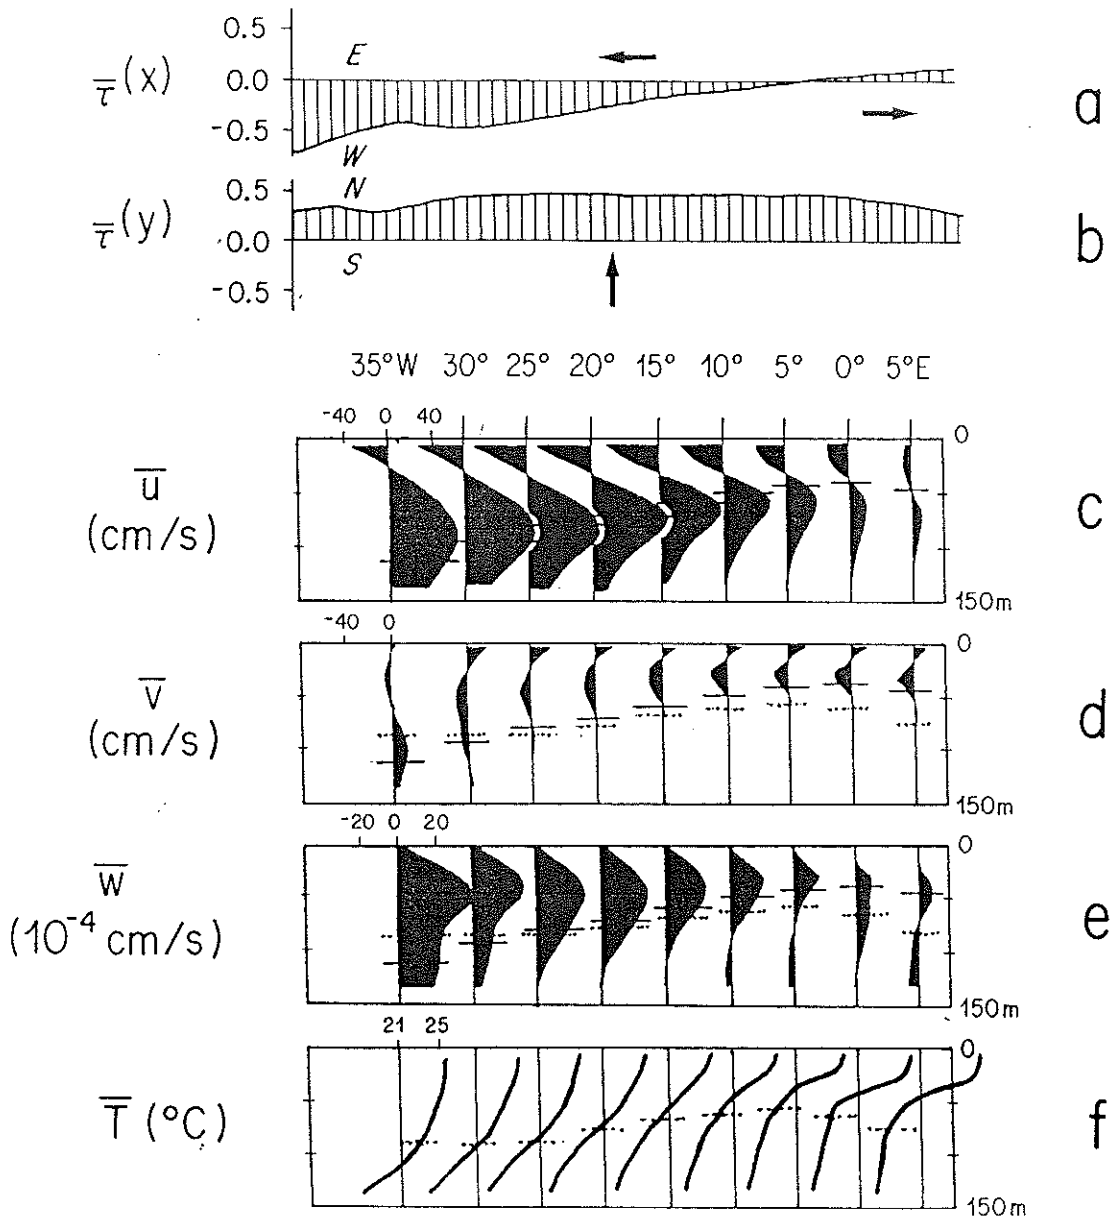 0.5
E
τ̅(x)
0.0
a
-0.5
W
0.5
N
τ̅(y)
0.0
b
S
-0.5
35°W 30° 25° 20° 15° 10° 5° 0° 5°E
-40 0 40
0
u̅
(cm/s)
c
150m
-40 0
0
v̅
(cm/s)
d
150m
-20 0 20
0
w̅
(10⁻⁴ cm/s)
e
150m
21 25
0
T̅ (°C)
f
150m